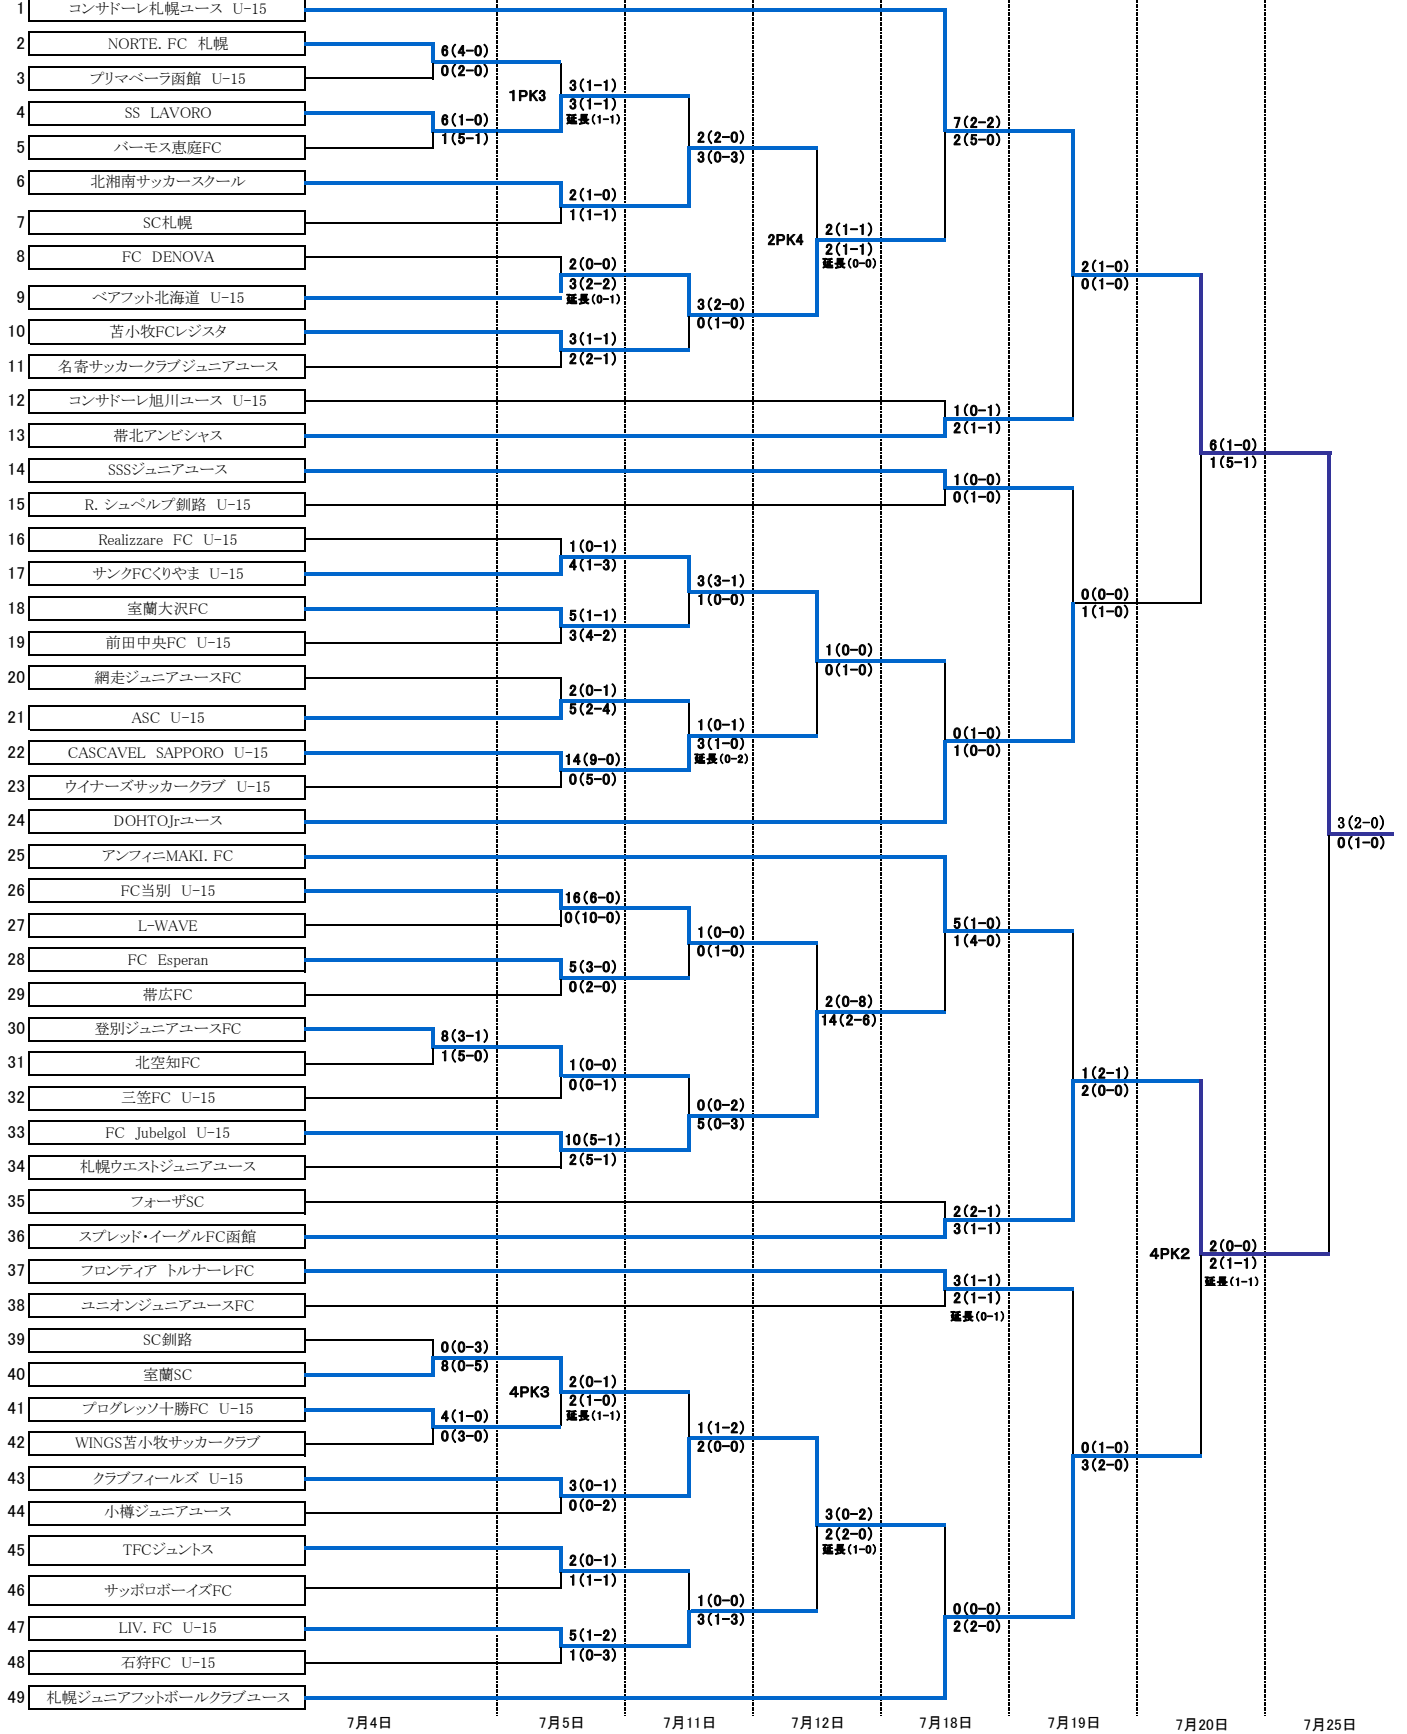 1 コンサドーレ札幌ユース U-15
2 NORTE. FC 札幌
3 プリマベーラ函館 U-15
4 SS LAVORO
5 バーモス恵庭FC
6 北湘南サッカースクール
7 SC札幌
8 FC DENOVA
9 ベアフット北海道 U-15
10 苫小牧FCレジスタ
11 名寄サッカークラブジュニアユース
12 コンサドーレ旭川ユース U-15
13 帯北アンビシャス
14 SSSジュニアユース
15 R. シュペルブ釧路 U-15
16 Realizzare FC U-15
17 サンクFCくりやま U-15
18 室蘭大沢FC
19 前田中央FC U-15
20 網走ジュニアユースFC
21 ASC U-15
22 CASCAVEL SAPPORO U-15
23 ウイナーズサッカークラブ U-15
24 DOHTOJrユース
25 アンフィニMAKI. FC
26 FC当別 U-15
27 L-WAVE
28 FC Esperan
29 帯広FC
30 登別ジュニアユースFC
31 北空知FC
32 三笠FC U-15
33 FC Jubelgol U-15
34 札幌ウエストジュニアユース
35 フォーザSC
36 スプレッド・イーグルFC函館
37 フロンティア トルナーレFC
38 ユニオンジュニアユースFC
39 SC釧路
40 室蘭SC
41 プログレッソ十勝FC U-15
42 WINGS苫小牧サッカークラブ
43 クラブフィールズ U-15
44 小樽ジュニアユース
45 TFCジュントス
46 サッポロボーイズFC
47 LIV. FC U-15
48 石狩FC U-15
49 札幌ジュニアフットボールクラブユース
6(4-0)
0(2-0)
6(1-0)
1(5-1)
8(3-1)
1(5-0)
0(0-3)
8(0-5)
4(1-0)
0(3-0)
1PK3
3(1-1)
3(1-1)
延長(1-1)
2(1-0)
1(1-1)
2(0-0)
3(2-2)
延長(0-1)
3(1-1)
2(2-1)
1(0-1)
4(1-3)
5(1-1)
3(4-2)
2(0-1)
5(2-4)
14(9-0)
0(5-0)
16(6-0)
0(10-0)
5(3-0)
0(2-0)
1(0-0)
0(0-1)
10(5-1)
2(5-1)
4PK3
2(0-1)
2(1-0)
延長(1-1)
3(0-1)
0(0-2)
2(0-1)
1(1-1)
5(1-2)
1(0-3)
2(2-0)
3(0-3)
3(2-0)
0(1-0)
3(3-1)
1(0-0)
1(0-1)
3(1-0)
延長(0-2)
1(0-0)
0(1-0)
0(0-2)
5(0-3)
1(1-2)
2(0-0)
1(0-0)
3(1-3)
2PK4
2(1-1)
2(1-1)
延長(0-0)
1(0-0)
0(1-0)
2(0-8)
14(2-6)
3(0-2)
2(2-0)
延長(1-0)
7(2-2)
2(5-0)
1(0-1)
2(1-1)
1(0-0)
0(1-0)
0(1-0)
1(0-0)
5(1-0)
1(4-0)
2(2-1)
3(1-1)
3(1-1)
2(1-1)
延長(0-1)
0(0-0)
2(2-0)
2(1-0)
0(1-0)
0(0-0)
1(1-0)
1(2-1)
2(0-0)
0(1-0)
3(2-0)
6(1-0)
1(5-1)
4PK2
2(0-0)
2(1-1)
延長(1-1)
3(2-0)
0(1-0)
7月4日 7月5日 7月11日 7月12日 7月18日 7月19日 7月20日 7月25日